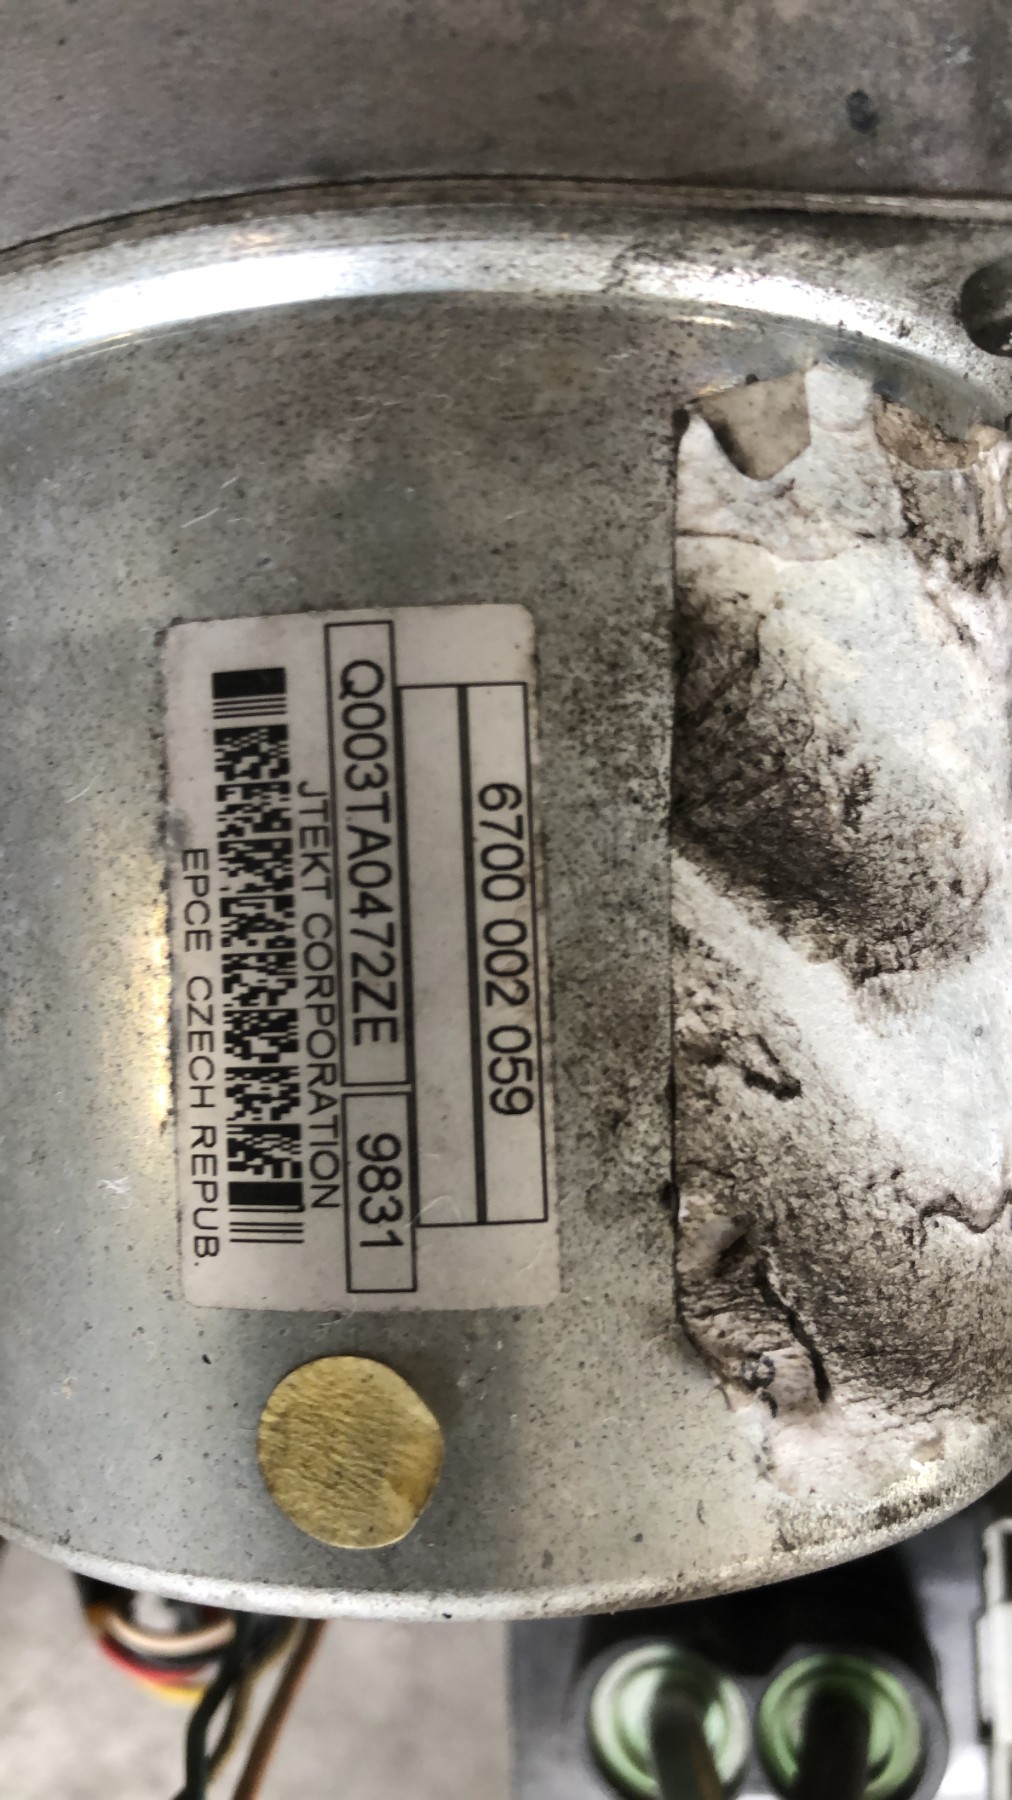 6700 002 059
Q003TA0472ZE 9831
JTEKT CORPORATION
EPCE CZECH REPUB.